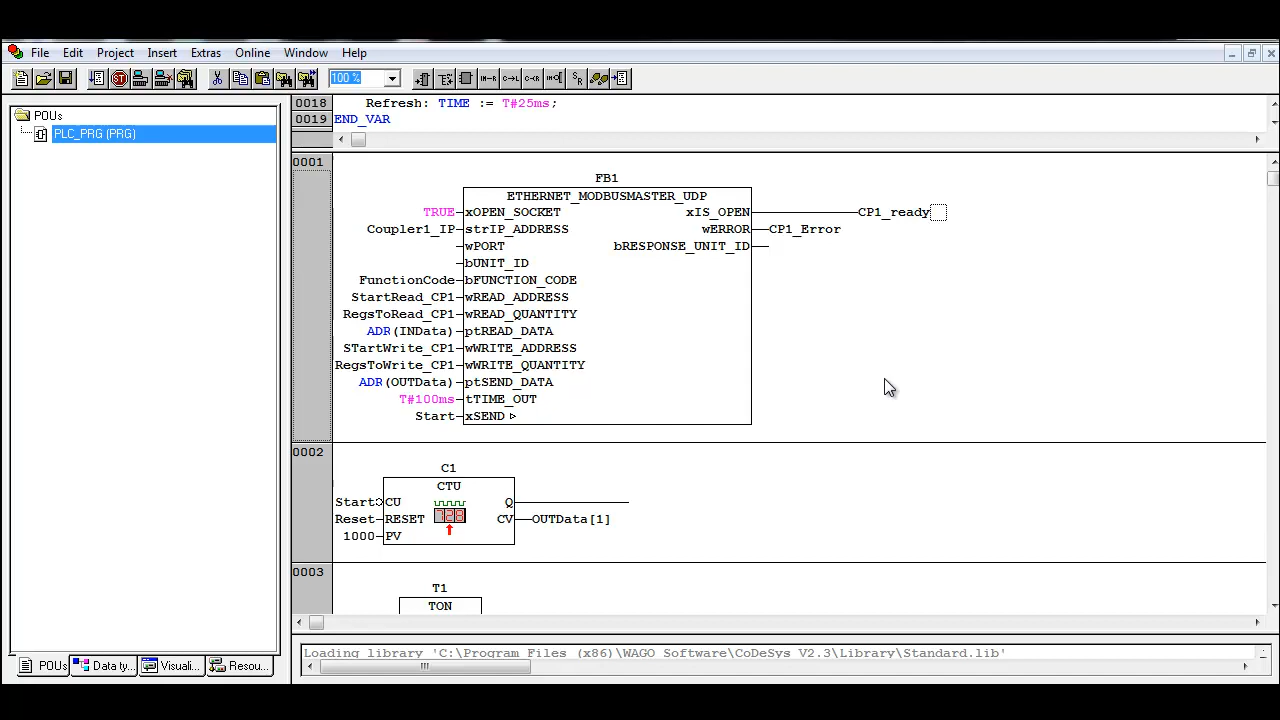 File Edit Project Insert Extras Online Window Help
100 %
POUs
PLC_PRG (PRG)
0018 Refresh: TIME := T#25ms;
0019 END_VAR
0001
FB1
ETHERNET_MODBUSMASTER_UDP
TRUE xOPEN_SOCKET xIS_OPEN CP1_ready
Coupler1_IP strIP_ADDRESS wERROR CP1_Error
wPORT bRESPONSE_UNIT_ID
bUNIT_ID
FunctionCode bFUNCTION_CODE
StartRead_CP1 wREAD_ADDRESS
RegsToRead_CP1 wREAD_QUANTITY
ADR(INData) ptREAD_DATA
STartWrite_CP1 wWRITE_ADDRESS
RegsToWrite_CP1 wWRITE_QUANTITY
ADR(OUTData) ptSEND_DATA
T#100ms tTIME_OUT
Start xSEND
0002
C1
CTU
Start CU Q
Reset RESET 728 CV OUTData[1]
1000 PV
0003
T1
TON
POUs Data ty... Visuali... Resou...
Loading library 'C:\Program Files (x86)\WAGO Software\CoDeSys V2.3\Library\Standard.lib'